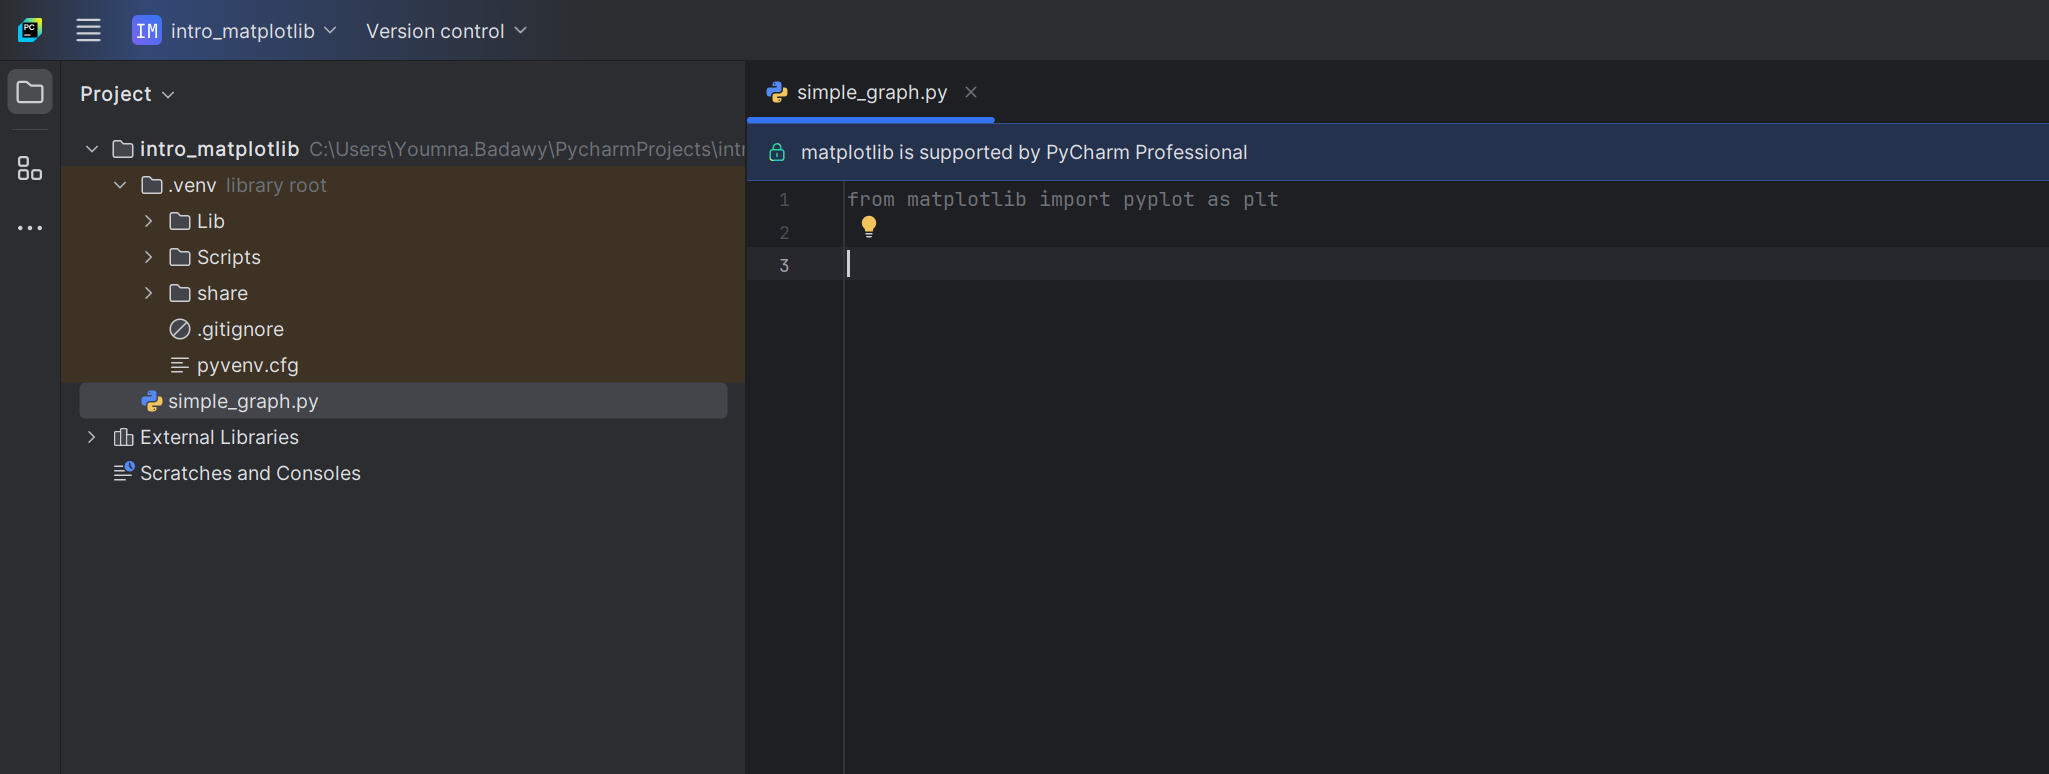 PC
IM intro_matplotlib Version control
Project
intro_matplotlib C:\Users\Youmna.Badawy\PycharmProjects\intr
.venv library root
Lib
Scripts
share
.gitignore
pyvenv.cfg
simple_graph.py
External Libraries
Scratches and Consoles
simple_graph.py
matplotlib is supported by PyCharm Professional
1 from matplotlib import pyplot as plt
2
3